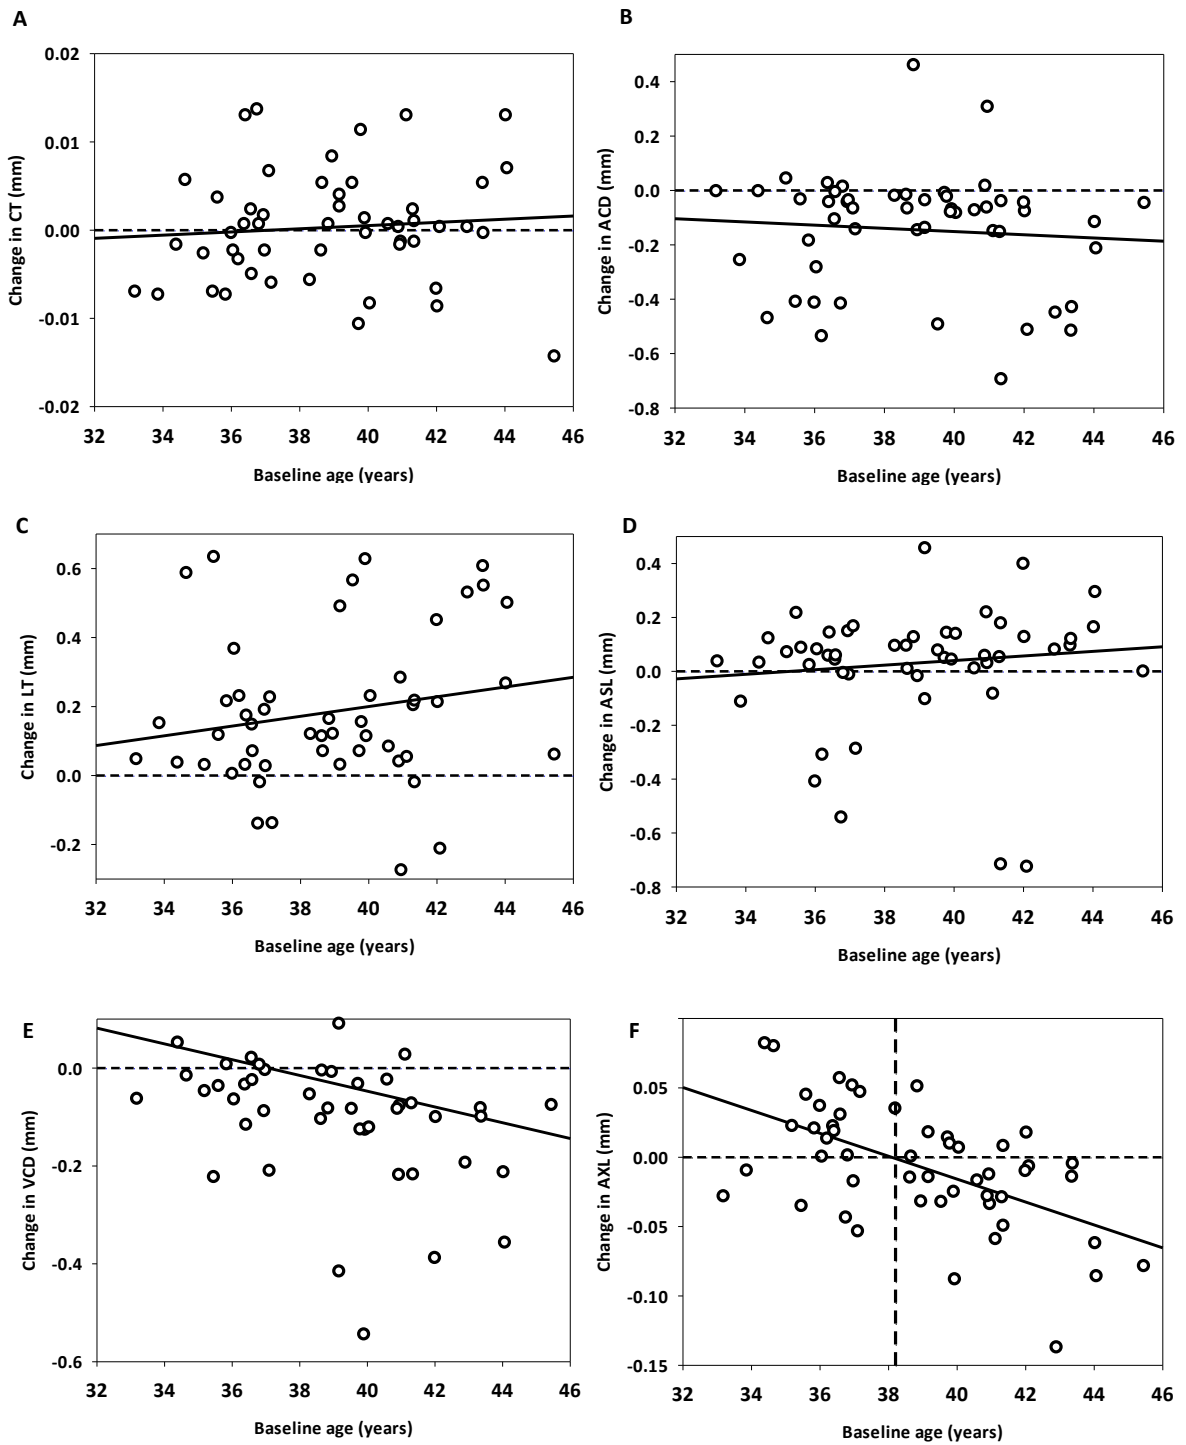 A
0.02
0.01
0.00
-0.01
-0.02
Change in CT (mm)
32 34 36 38 40 42 44 46
Baseline age (years)
B
0.4
0.2
0.0
-0.2
-0.4
-0.6
-0.8
Change in ACD (mm)
32 34 36 38 40 42 44 46
Baseline age (years)
C
0.6
0.4
0.2
0.0
-0.2
Change in LT (mm)
32 34 36 38 40 42 44 46
Baseline age (years)
D
0.4
0.2
0.0
-0.2
-0.4
-0.6
-0.8
Change in ASL (mm)
32 34 36 38 40 42 44 46
Baseline age (years)
E
0.0
-0.2
-0.4
-0.6
Change in VCD (mm)
32 34 36 38 40 42 44 46
Baseline age (years)
F
0.05
0.00
-0.05
-0.10
-0.15
Change in AXL (mm)
32 34 36 38 40 42 44 46
Baseline age (years)